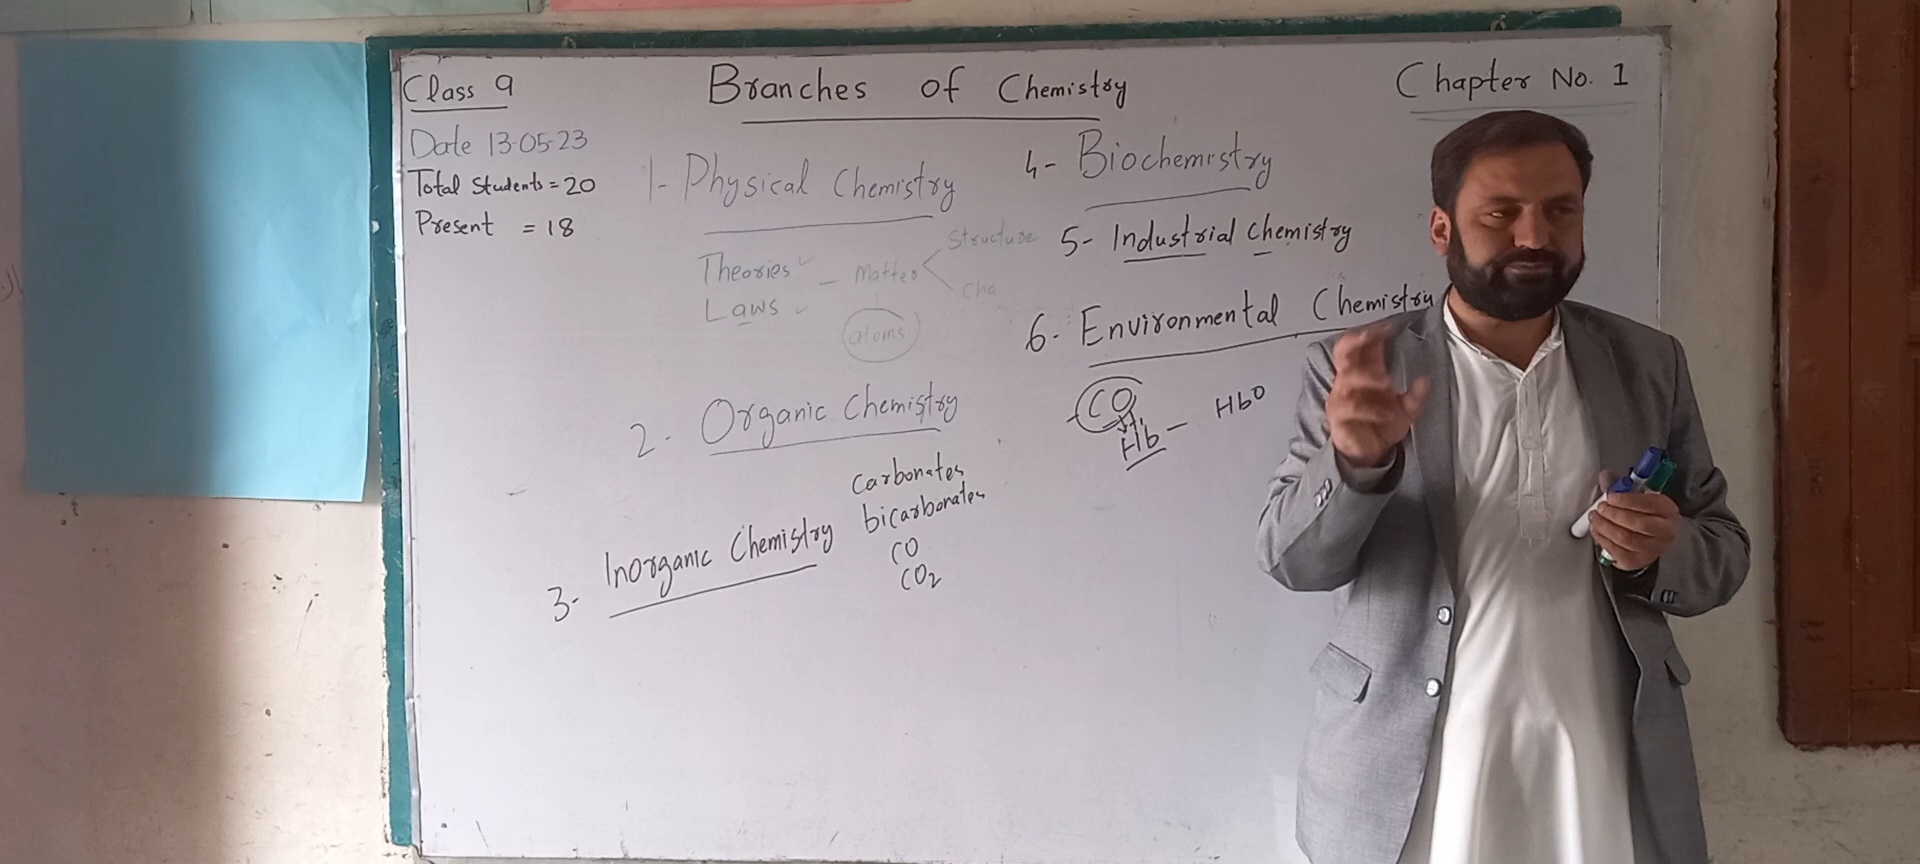 Class 9
Branches of Chemistry
Chapter No. 1
Date 13-05-23
Total Students = 20
Present = 18
1- Physical Chemistry
Theories - Matter
Structure
Cha
Laws
atoms
2- Organic Chemistry
3- Inorganic Chemistry
Carbonates
bicarbonates
CO
CO2
4- Biochemistry
5- Industrial Chemistry
6- Environmental Chemistry
CO
Hb - HbO